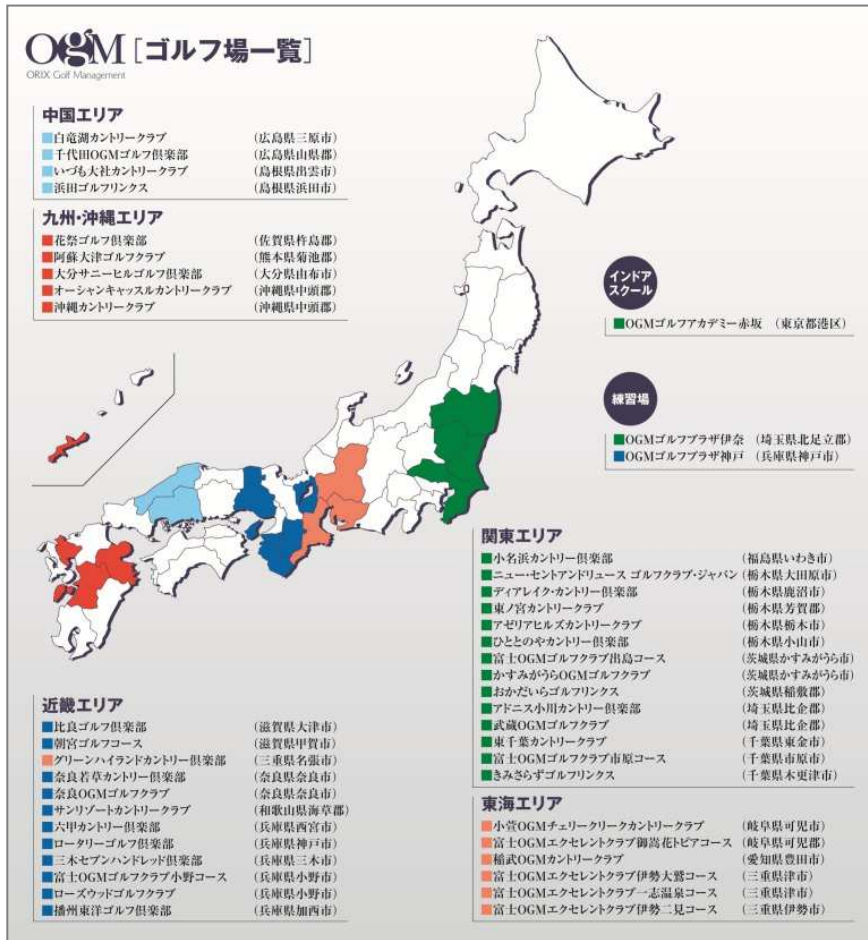 OGM [ゴルフ場一覧]
ORIX Golf Management
中国エリア
白竜湖カントリークラブ (広島県三原市)
千代田OGMゴルフ倶楽部 (広島県山県郡)
いづも大社カントリークラブ (島根県出雲市)
浜田ゴルフリンクス (島根県浜田市)
九州・沖縄エリア
花祭ゴルフ倶楽部 (佐賀県杵島郡)
阿蘇大津ゴルフクラブ (熊本県菊池郡)
大分サニーヒルゴルフ倶楽部 (大分県由布市)
オーシャンキャッスルカントリークラブ (沖縄県中頭郡)
沖縄カントリークラブ (沖縄県中頭郡)
インドア
スクール
OGMゴルフアカデミー赤坂 (東京都港区)
練習場
OGMゴルフプラザ伊奈 (埼玉県北足立郡)
OGMゴルフプラザ神戸 (兵庫県神戸市)
関東エリア
小名浜カントリー倶楽部 (福島県いわき市)
ニュー・セントアンドリュース ゴルフクラブ・ジャパン (栃木県大田原市)
ディアレイク・カントリー倶楽部 (栃木県鹿沼市)
東ノ宮カントリークラブ (栃木県芳賀郡)
アゼリアヒルズカントリークラブ (栃木県栃木市)
ひととのやカントリー倶楽部 (栃木県小山市)
富士OGMゴルフクラブ出島コース (茨城県かすみがうら市)
かすみがうらOGMゴルフクラブ (茨城県かすみがうら市)
おかだいらゴルフリンクス (茨城県稲敷郡)
アドニス小川カントリー倶楽部 (埼玉県比企郡)
武蔵OGMゴルフクラブ (埼玉県比企郡)
東千葉カントリークラブ (千葉県東金市)
富士OGMゴルフクラブ市原コース (千葉県市原市)
きみさらずゴルフリンクス (千葉県木更津市)
近畿エリア
比良ゴルフ倶楽部 (滋賀県大津市)
朝宮ゴルフコース (滋賀県甲賀市)
グリーンハイランドカントリー倶楽部 (三重県名張市)
奈良若草カントリー倶楽部 (奈良県奈良市)
奈良OGMゴルフクラブ (奈良県奈良市)
サンリゾートカントリークラブ (和歌山県海草郡)
六甲カントリー倶楽部 (兵庫県西宮市)
ロータリーゴルフ倶楽部 (兵庫県神戸市)
三木セブンハンドレッド倶楽部 (兵庫県三木市)
富士OGMゴルフクラブ小野コース (兵庫県小野市)
ローズウッドゴルフクラブ (兵庫県小野市)
播州東洋ゴルフ倶楽部 (兵庫県加西市)
東海エリア
小萱OGMチェリークリークカントリークラブ (岐阜県可児市)
富士OGMエクセレントクラブ御嵩花トピアコース (岐阜県可児郡)
稲武OGMカントリークラブ (愛知県豊田市)
富士OGMエクセレントクラブ伊勢大鷲コース (三重県津市)
富士OGMエクセレントクラブ一志温泉コース (三重県津市)
富士OGMエクセレントクラブ伊勢二見コース (三重県伊勢市)